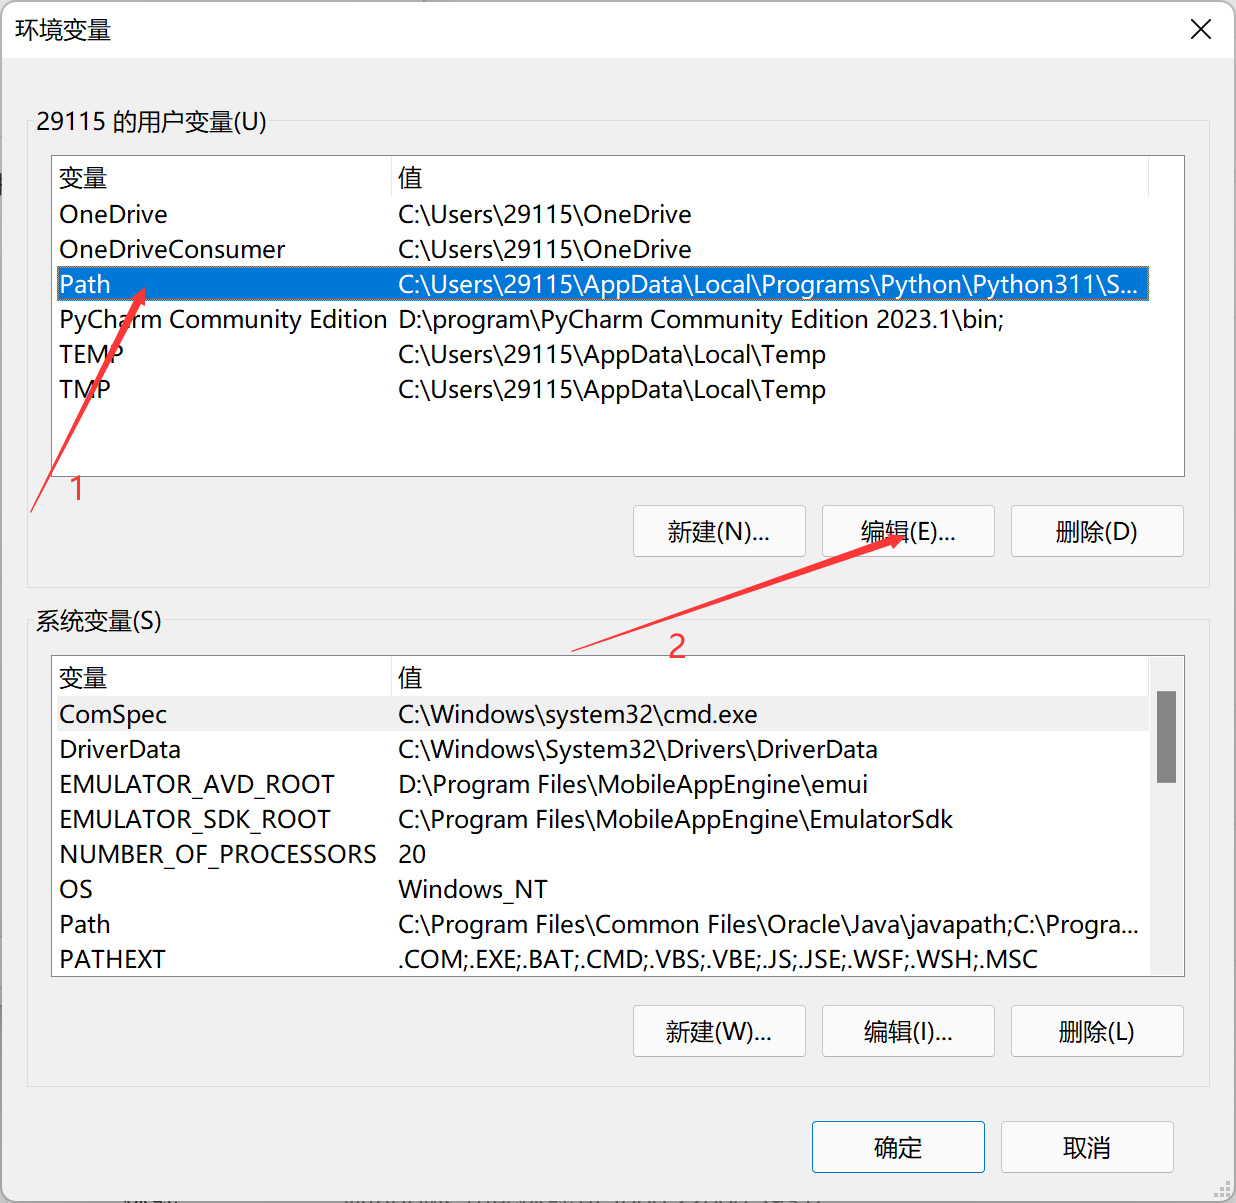 环境变量
29115 的用户变量(U)
变量 值
OneDrive C:\Users\29115\OneDrive
OneDriveConsumer C:\Users\29115\OneDrive
Path C:\Users\29115\AppData\Local\Programs\Python\Python311\S...
PyCharm Community Edition D:\program\PyCharm Community Edition 2023.1\bin;
TEMP C:\Users\29115\AppData\Local\Temp
TMP C:\Users\29115\AppData\Local\Temp
1
新建(N)... 编辑(E)... 删除(D)
系统变量(S)
2
变量 值
ComSpec C:\Windows\system32\cmd.exe
DriverData C:\Windows\System32\Drivers\DriverData
EMULATOR_AVD_ROOT D:\Program Files\MobileAppEngine\emui
EMULATOR_SDK_ROOT C:\Program Files\MobileAppEngine\EmulatorSdk
NUMBER_OF_PROCESSORS 20
OS Windows_NT
Path C:\Program Files\Common Files\Oracle\Java\javapath;C:\Progra...
PATHEXT .COM;.EXE;.BAT;.CMD;.VBS;.VBE;.JS;.JSE;.WSF;.WSH;.MSC
新建(W)... 编辑(I)... 删除(L)
确定 取消